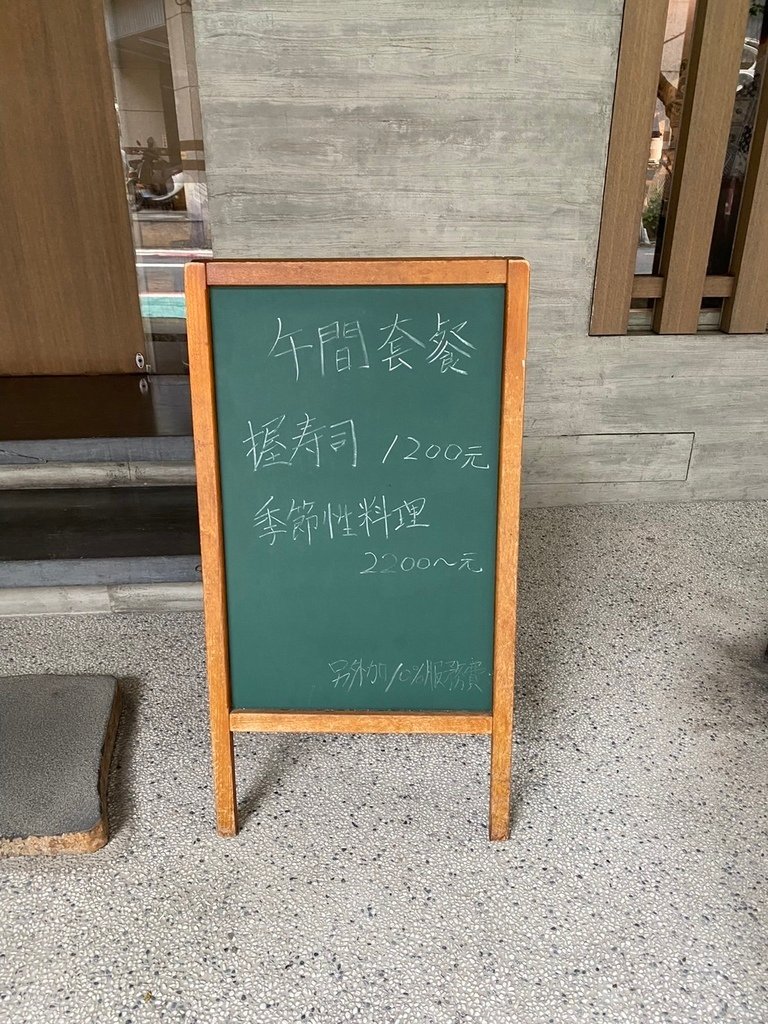 午間套餐
握寿司 1200元
季節性料理
2200～元
另外加10%服務費